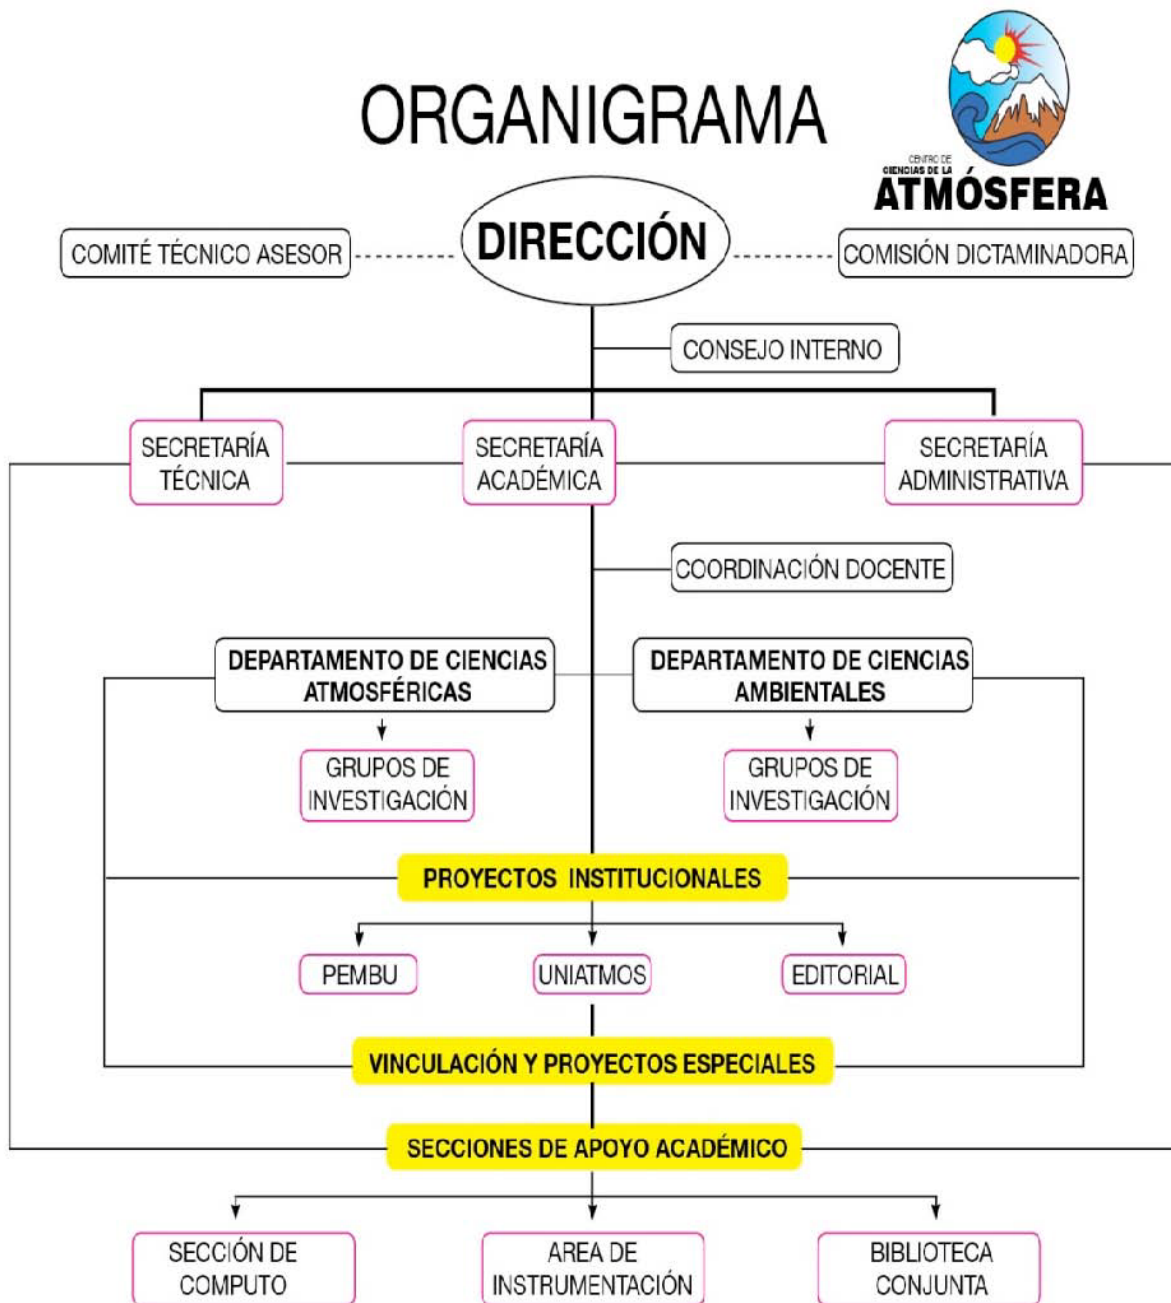 ORGANIGRAMA
CENTRO DE
CIENCIAS DE LA
ATMÓSFERA
COMITÉ TÉCNICO ASESOR
DIRECCIÓN
COMISIÓN DICTAMINADORA
CONSEJO INTERNO
SECRETARÍA
TÉCNICA
SECRETARÍA
ACADÉMICA
SECRETARÍA
ADMINISTRATIVA
COORDINACIÓN DOCENTE
DEPARTAMENTO DE CIENCIAS
ATMOSFÉRICAS
DEPARTAMENTO DE CIENCIAS
AMBIENTALES
GRUPOS DE
INVESTIGACIÓN
GRUPOS DE
INVESTIGACIÓN
PROYECTOS INSTITUCIONALES
PEMBU
UNIATMOS
EDITORIAL
VINCULACIÓN Y PROYECTOS ESPECIALES
SECCIONES DE APOYO ACADÉMICO
SECCIÓN DE
COMPUTO
AREA DE
INSTRUMENTACIÓN
BIBLIOTECA
CONJUNTA